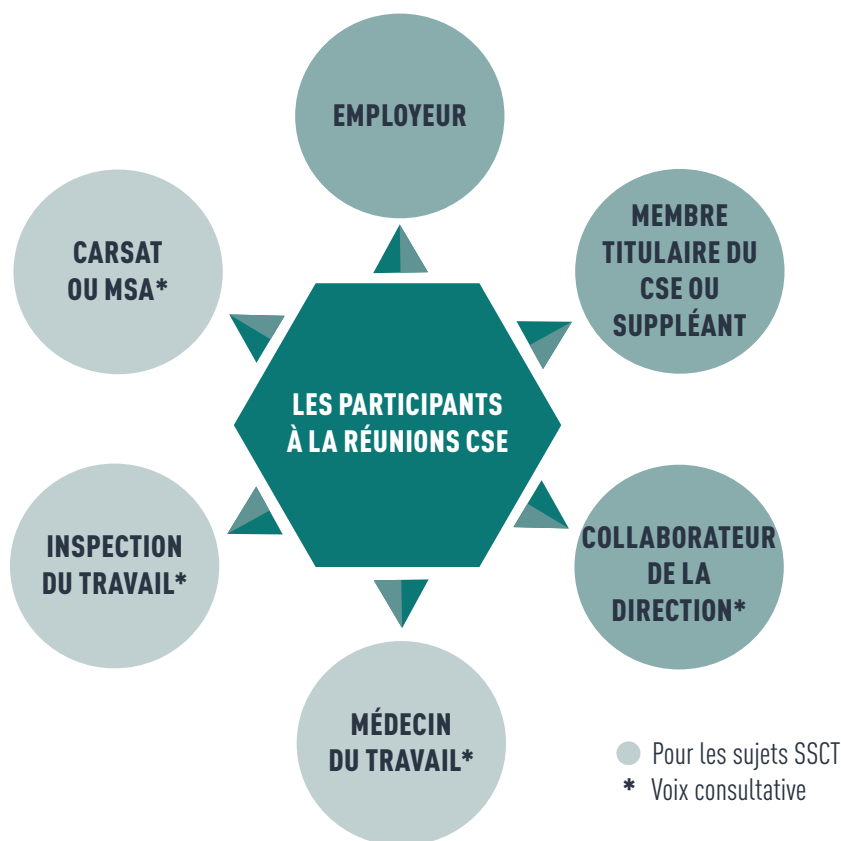 EMPLOYEUR
MEMBRE
TITULAIRE DU
CSE OU
SUPPLÉANT
CARSAT
OU MSA*
LES PARTICIPANTS
À LA RÉUNIONS CSE
INSPECTION
DU TRAVAIL*
COLLABORATEUR
DE LA
DIRECTION*
MÉDECIN
DU TRAVAIL*
Pour les sujets SSCT
* Voix consultative